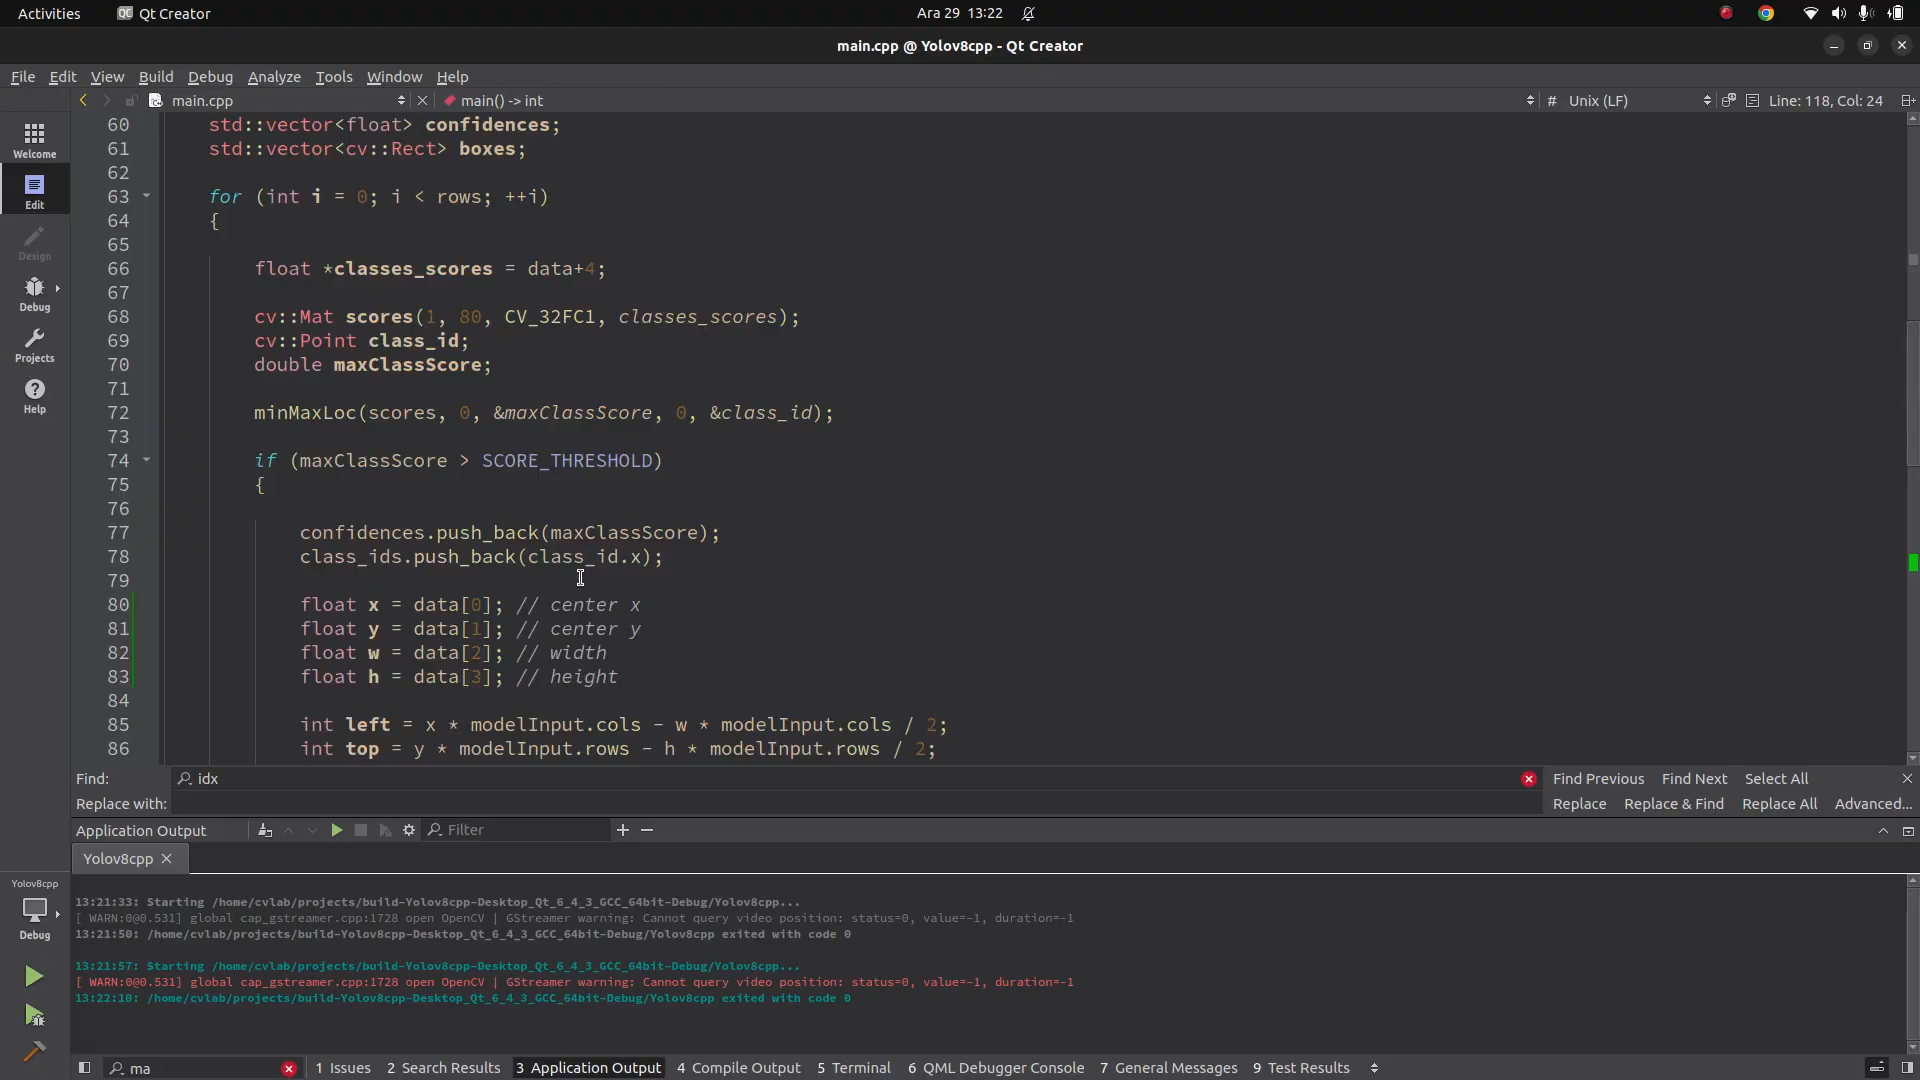 Activities
Qt Creator
Ara 29 13:22
main.cpp @ Yolov8cpp - Qt Creator
File Edit View Build Debug Analyze Tools Window Help
main.cpp
main() -> int
# Unix (LF)
Line: 118, Col: 24
Welcome
Edit
Design
Debug
Projects
? Help
60 std::vector<float> confidences;
61 std::vector<cv::Rect> boxes;
62
63 for (int i = 0; i < rows; ++i)
64 {
65
66 float *classes_scores = data+4;
67
68 cv::Mat scores(1, 80, CV_32FC1, classes_scores);
69 cv::Point class_id;
70 double maxClassScore;
71
72 minMaxLoc(scores, 0, &maxClassScore, 0, &class_id);
73
74 if (maxClassScore > SCORE_THRESHOLD)
75 {
76
77 confidences.push_back(maxClassScore);
78 class_ids.push_back(class_id.x);
79
80 float x = data[0]; // center x
81 float y = data[1]; // center y
82 float w = data[2]; // width
83 float h = data[3]; // height
84
85 int left = x * modelInput.cols - w * modelInput.cols / 2;
86 int top = y * modelInput.rows - h * modelInput.rows / 2;
Find: idx
Find Previous Find Next Select All
Replace with:
Replace Replace & Find Replace All Advanced...
Application Output
Filter
Yolov8cpp
13:21:33: Starting /home/cvlab/projects/build-Yolov8cpp-Desktop_Qt_6_4_3_GCC_64bit-Debug/Yolov8cpp...
[ WARN:0@0.531] global cap_gstreamer.cpp:1728 open OpenCV | GStreamer warning: Cannot query video position: status=0, value=-1, duration=-1
13:21:50: /home/cvlab/projects/build-Yolov8cpp-Desktop_Qt_6_4_3_GCC_64bit-Debug/Yolov8cpp exited with code 0
13:21:57: Starting /home/cvlab/projects/build-Yolov8cpp-Desktop_Qt_6_4_3_GCC_64bit-Debug/Yolov8cpp...
[ WARN:0@0.531] global cap_gstreamer.cpp:1728 open OpenCV | GStreamer warning: Cannot query video position: status=0, value=-1, duration=-1
13:22:10: /home/cvlab/projects/build-Yolov8cpp-Desktop_Qt_6_4_3_GCC_64bit-Debug/Yolov8cpp exited with code 0
Yolov8cpp
Debug
ma
1 Issues 2 Search Results 3 Application Output 4 Compile Output 5 Terminal 6 QML Debugger Console 7 General Messages 9 Test Results